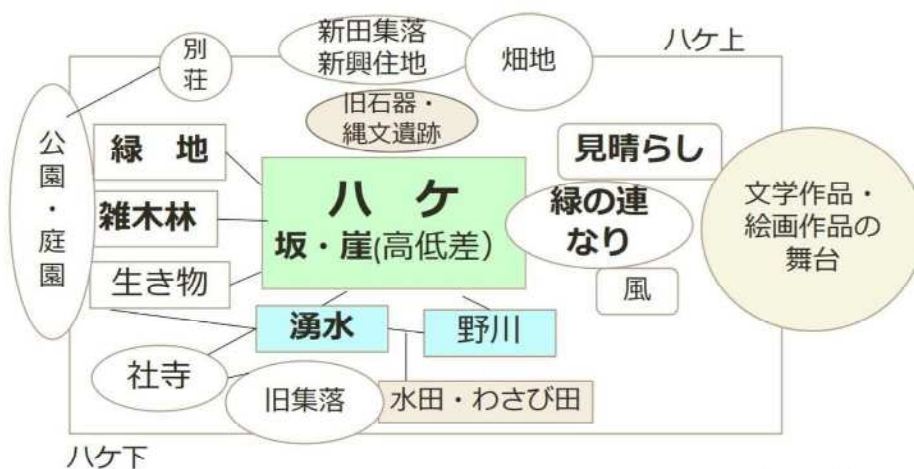 ハケ上
別
荘
新田集落
新興住地
畑地
旧石器・
縄文遺跡
公
園
・
庭
園
緑　地
雑木林
生き物
ハ　ケ
坂・崖(高低差)
見晴らし
緑の連
なり
風
文学作品・
絵画作品の
舞台
湧水
野川
社寺
旧集落
水田・わさび田
ハケ下